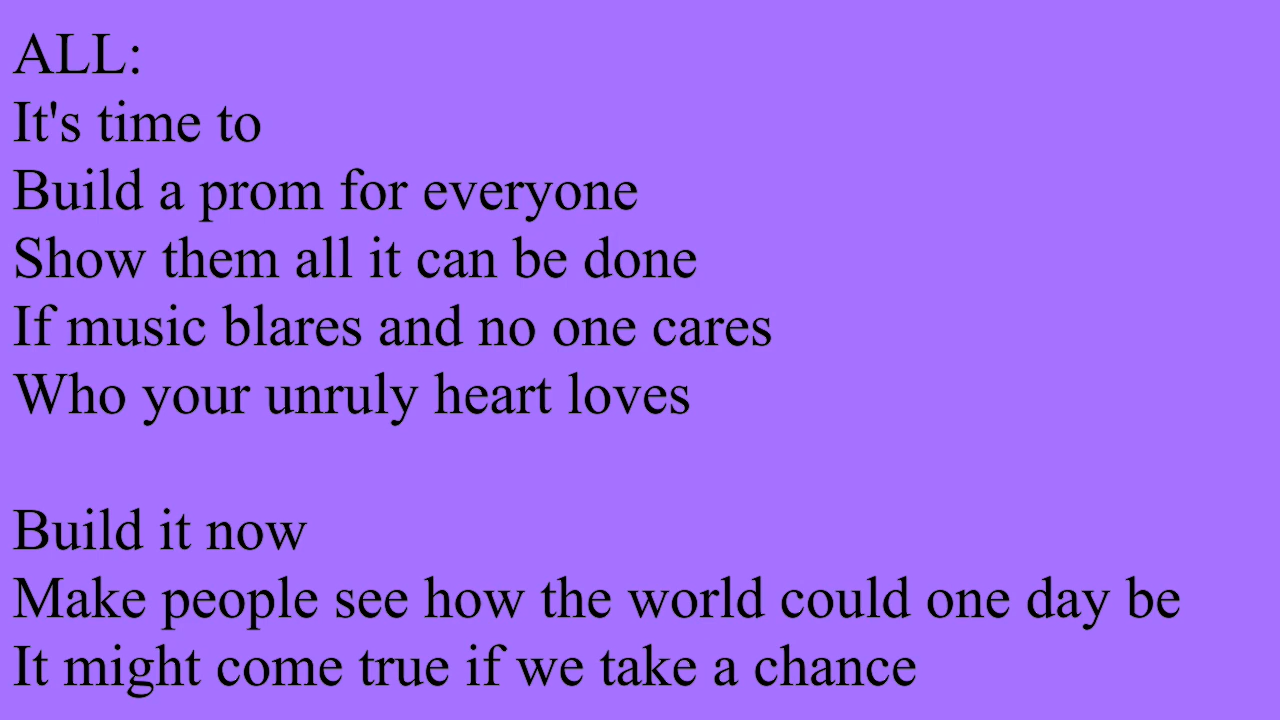 ALL:
It's time to
Build a prom for everyone
Show them all it can be done
If music blares and no one cares
Who your unruly heart loves

Build it now
Make people see how the world could one day be
It might come true if we take a chance